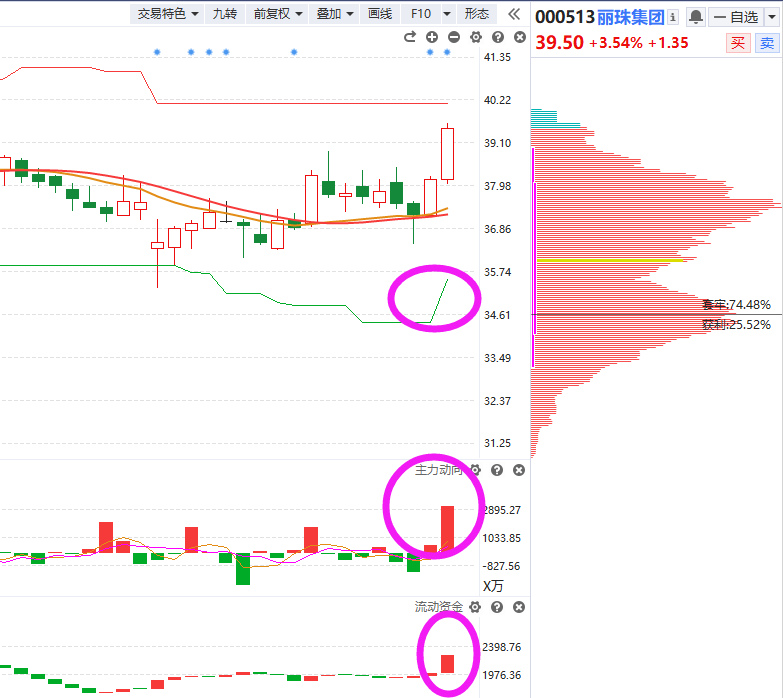 交易特色 九转 前复权 叠加 画线 F10 形态
000513 丽珠集团 i 自选
39.50 +3.54% +1.35 买 卖
41.35
40.22
39.10
37.98
36.86
35.74
34.61
33.49
32.37
31.25
套牢:74.48%
获利:25.52%
主力动向
2895.27
1033.85
-827.56
X万
流动资金
2398.76
1976.36